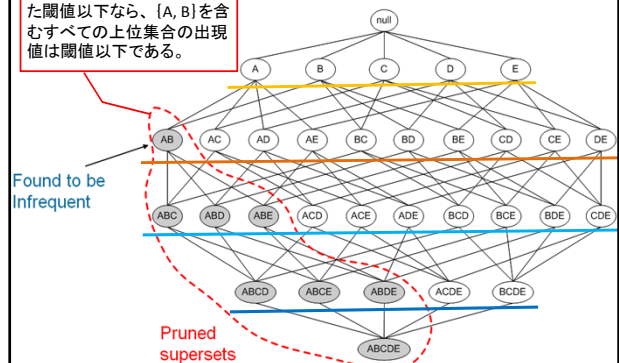 た閾値以下なら、{A, B}を含
むすべての上位集合の出現
値は閾値以下である。
null
A B C D E
AB AC AD AE BC BD BE CD CE DE
Found to be
Infrequent
ABC ABD ABE ACD ACE ADE BCD BCE BDE CDE
ABCD ABCE ABDE ACDE BCDE
Pruned
supersets
ABCDE